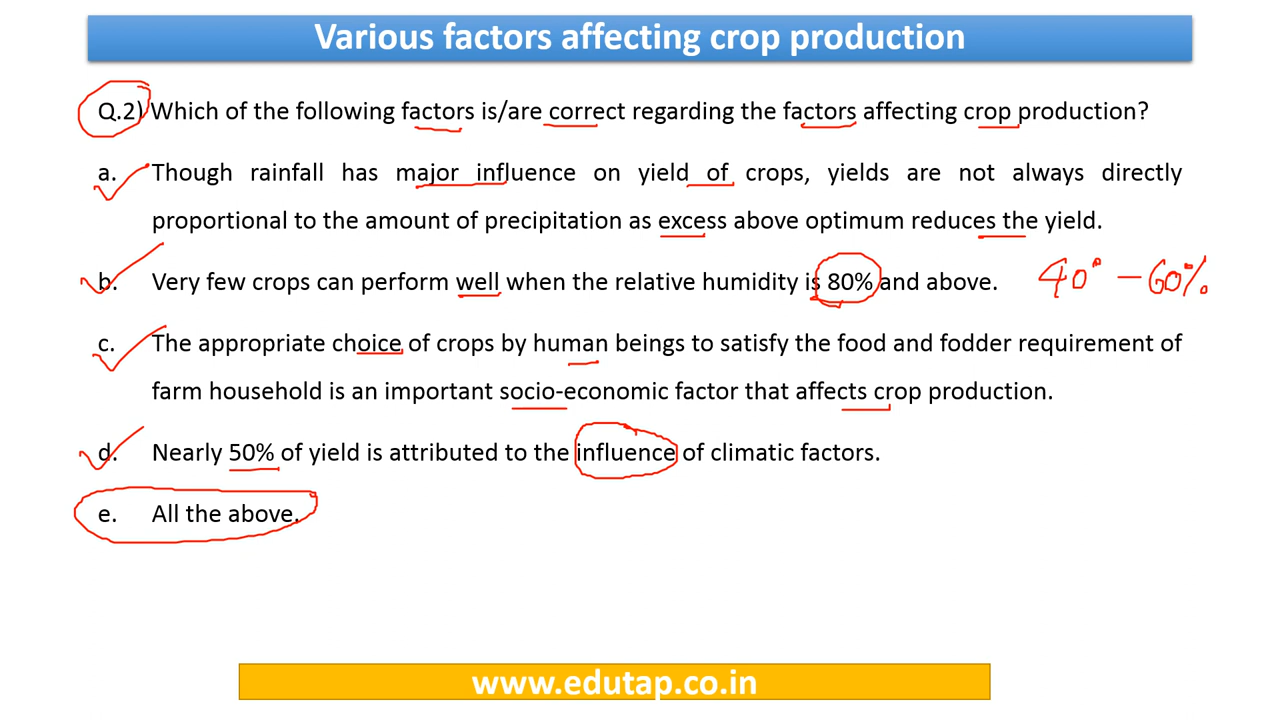 Various factors affecting crop production
Q.2) Which of the following factors is/are correct regarding the factors affecting crop production?
a. Though rainfall has major influence on yield of crops, yields are not always directly
proportional to the amount of precipitation as excess above optimum reduces the yield.
b. Very few crops can perform well when the relative humidity is 80% and above. 40° – 60%
c. The appropriate choice of crops by human beings to satisfy the food and fodder requirement of
farm household is an important socio-economic factor that affects crop production.
d. Nearly 50% of yield is attributed to the influence of climatic factors.
e. All the above.
www.edutap.co.in